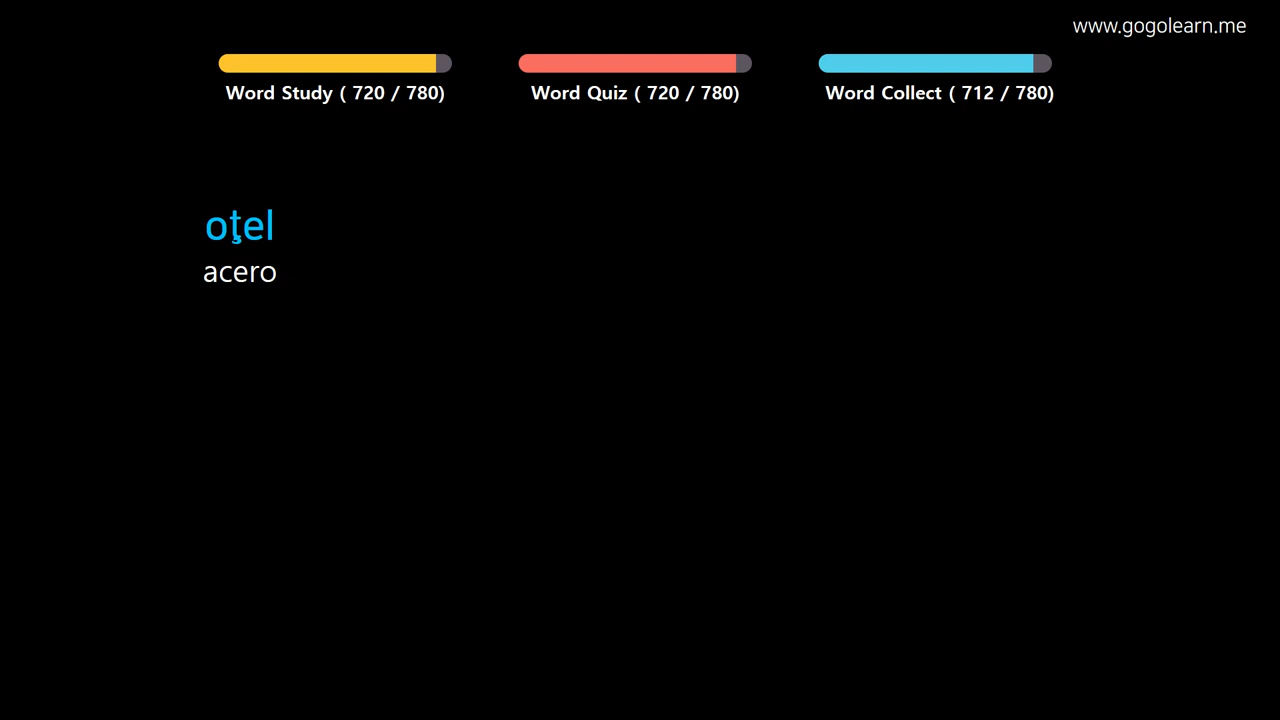 www.gogolearn.me
Word Study ( 720 / 780)
Word Quiz ( 720 / 780)
Word Collect ( 712 / 780)
oţel
acero